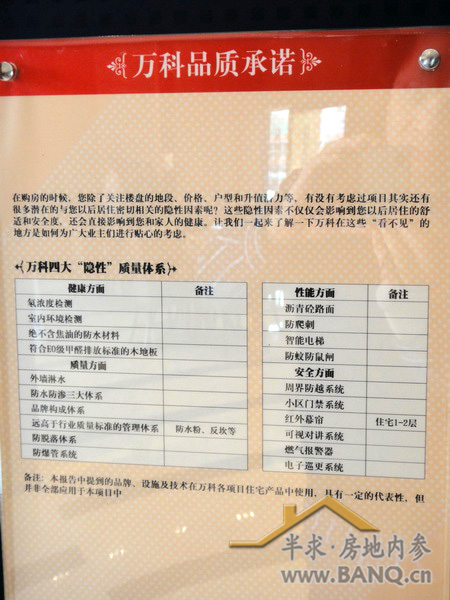 万科品质承诺
在购房的时候，您除了关注楼盘的地段、价格、户型和升值潜力等，有没有考虑过项目其实还有
很多潜在的与您以后居住密切相关的隐性因素呢？这些隐性因素不仅仅会影响到您以后居住的舒
适和安全度，还会直接影响到您和家人的健康。让我们一起来了解一下万科在这些“看不见”的
地方是如何为广大业主们进行贴心的考虑。
万科四大“隐性”质量体系
健康方面 备注
氡浓度检测
室内环境检测
绝不含焦油的防水材料
符合E0级甲醛排放标准的木地板
质量方面
外墙淋水
防水防渗三大体系
品牌构成体系
远高于行业质量标准的管理体系 防水粉、反坎等
防脱落体系
防爆管系统
性能方面 备注
沥青砼路面
防爬刺
智能电梯
防蚊防鼠闸
安全方面
周界防越系统
小区门禁系统
红外幕帘 住宅1-2层
可视对讲系统
燃气报警器
电子巡更系统
备注：本报告中提到的品牌、设施及技术在万科各项目住宅产品中使用，具有一定的代表性，但
并非全部应用于本项目中
半求·房地内参
www.BANQ.cn